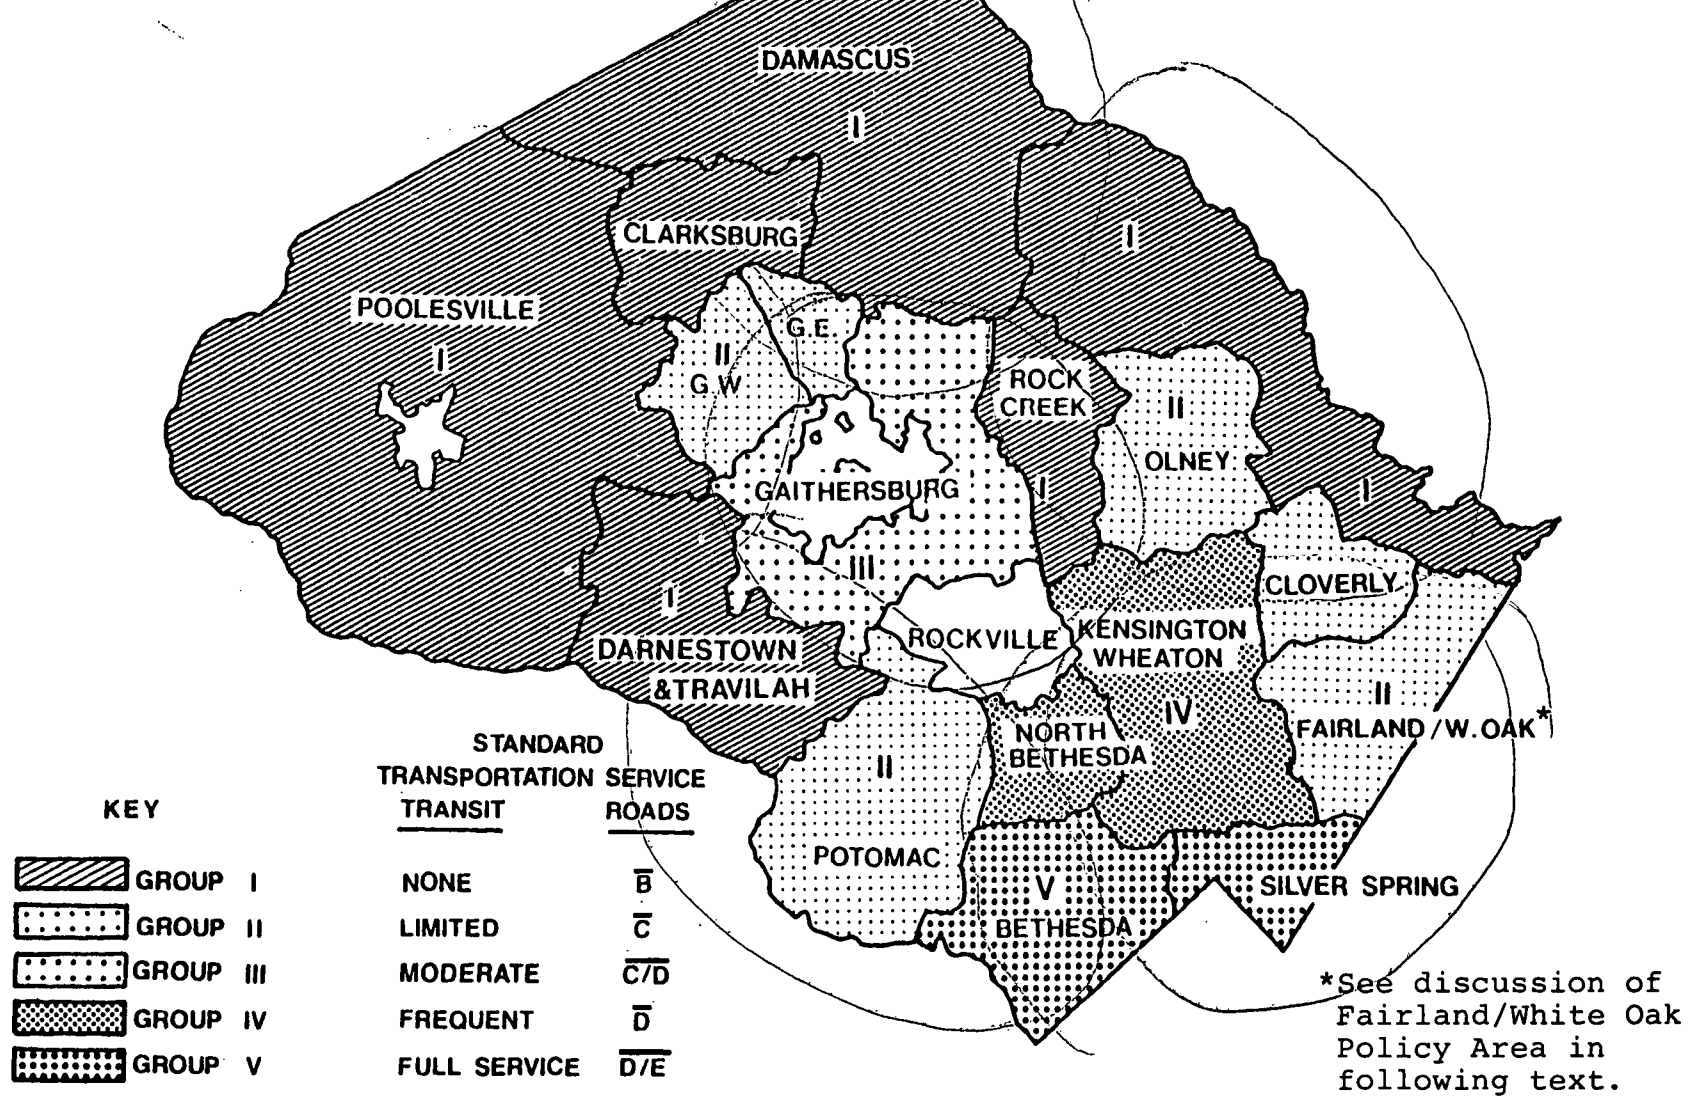 DAMASCUS
I
CLARKSBURG
I
POOLESVILLE
I
G.E.
II
G.W
ROCK
CREEK
I
II
OLNEY
I
GAITHERSBURG
III
CLOVERLY
I
DARNESTOWN
&TRAVILAH
ROCKVILLE
KENSINGTON
WHEATON
IV
II
FAIRLAND/W.OAK*
NORTH
BETHESDA
II
POTOMAC
V
BETHESDA
SILVER SPRING
STANDARD
TRANSPORTATION SERVICE
KEY TRANSIT ROADS
GROUP I NONE B
GROUP II LIMITED C
GROUP III MODERATE C/D
GROUP IV FREQUENT D
GROUP V FULL SERVICE D/E
*See discussion of
Fairland/White Oak
Policy Area in
following text.